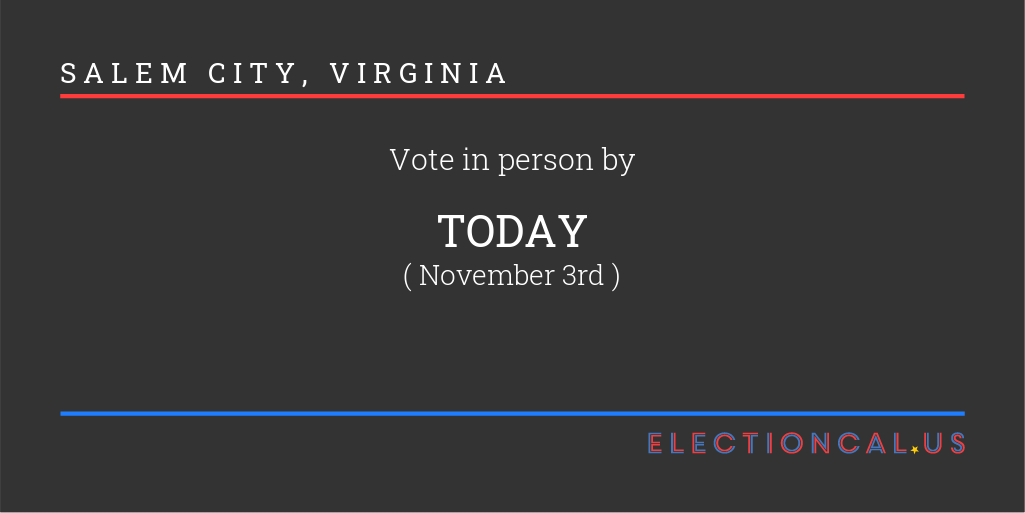 SALEM CITY, VIRGINIA
Vote in person by
TODAY
( November 3rd )
ELECTIONCAL.US